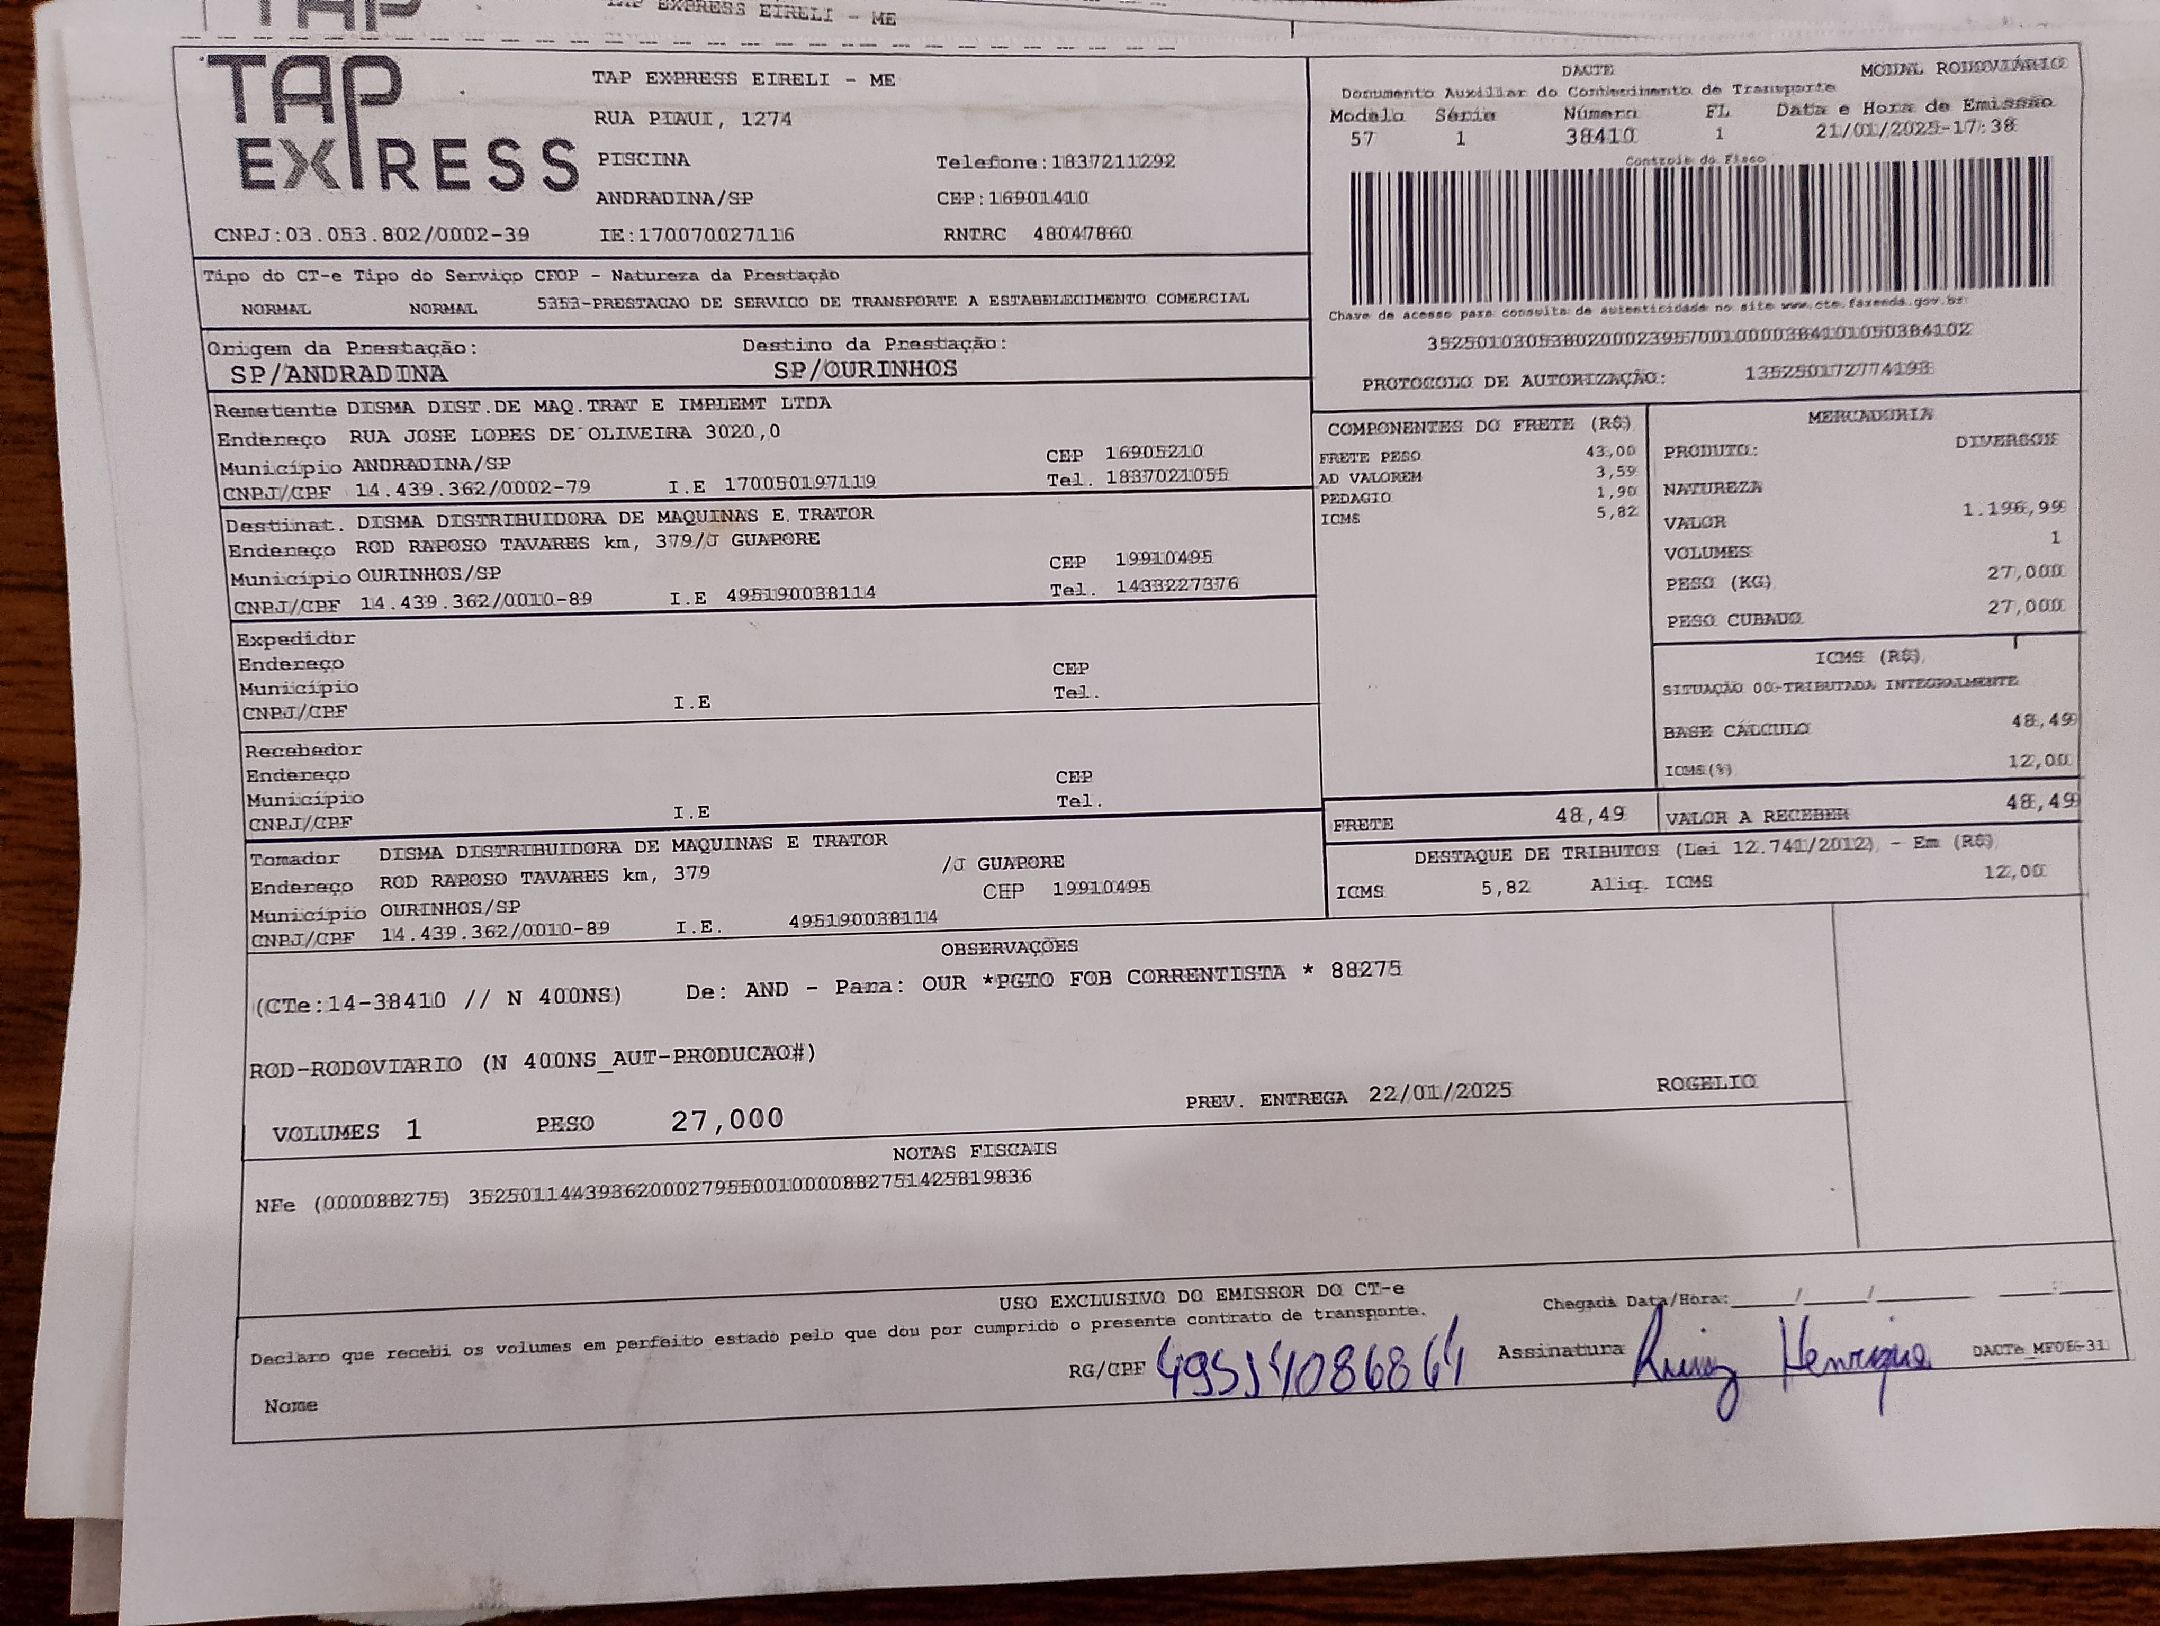 TAP EXPRESS EIRELI - ME
TAP EXPRESS
TAP EXPRESS EIRELI - ME
RUA PIAUI, 1274
PISCINA Telefone:1837211292
ANDRADINA/SP CEP:16901410
CNPJ:03.053.802/0002-39 IE:170070027116 RNTRC 48047860
DACTE MODAL RODOVIÁRIO
Documento Auxiliar do Conhecimento de Transporte
Modelo Série Número FL Data e Hora de Emissão
57 1 38410 1 21/01/2025-17:38
Controle do Fisco
Chave de acesso para consulta de autenticidade no site www.cte.fazenda.gov.br
35250103053802000239570010000384101050384102
PROTOCOLO DE AUTORIZAÇÃO: 135250172774193
Tipo do CT-e Tipo do Serviço CFOP - Natureza da Prestação
NORMAL NORMAL 5353-PRESTACAO DE SERVICO DE TRANSPORTE A ESTABELECIMENTO COMERCIAL
Origem da Prestação: Destino da Prestação:
SP/ANDRADINA SP/OURINHOS
Remetente DISMA DIST.DE MAQ.TRAT E IMPLEMT LTDA
Endereço RUA JOSE LOPES DE OLIVEIRA 3020,0
Município ANDRADINA/SP CEP 16905210
CNPJ/CPF 14.439.362/0002-79 I.E 170050197119 Tel. 1837021055
Destinat. DISMA DISTRIBUIDORA DE MAQUINAS E TRATOR
Endereço ROD RAPOSO TAVARES km, 379/J GUAPORE
Município OURINHOS/SP CEP 19910495
CNPJ/CPF 14.439.362/0010-89 I.E 495190038114 Tel. 1433227376
Expedidor
Endereço CEP
Município Tel.
CNPJ/CPF I.E
Recebedor
Endereço CEP
Município Tel.
CNPJ/CPF I.E
Tomador DISMA DISTRIBUIDORA DE MAQUINAS E TRATOR
Endereço ROD RAPOSO TAVARES km, 379 /J GUAPORE
Município OURINHOS/SP CEP 19910495
CNPJ/CPF 14.439.362/0010-89 I.E. 495190038114
COMPONENTES DO FRETE (R$)
FRETE PESO 43,00
AD VALOREM 3,59
PEDAGIO 1,90
ICMS 5,82
MERCADORIA
PRODUTO: DIVERSOS
NATUREZA
VALOR 1.196,99
VOLUMES 1
PESO (KG) 27,000
PESO CUBADO 27,000
ICMS (R$)
SITUAÇÃO 00-TRIBUTADA INTEGRALMENTE
BASE CÁLCULO 48,49
ICMS(%) 12,00
FRETE 48,49 VALOR A RECEBER 48,49
DESTAQUE DE TRIBUTOS (Lei 12.741/2012) - Em (R$)
ICMS 5,82 Aliq. ICMS 12,00
OBSERVAÇÕES
(CTe:14-38410 // N 400NS) De: AND - Para: OUR *PGTO FOB CORRENTISTA * 88275
ROD-RODOVIARIO (N 400NS_AUT-PRODUCAO#)
VOLUMES 1 PESO 27,000 PREV. ENTREGA 22/01/2025 ROGELIO
NOTAS FISCAIS
NFe (000088275) 35250114439362000279550010000882751425819836
USO EXCLUSIVO DO EMISSOR DO CT-e
Declaro que recebi os volumes em perfeito estado pelo que dou por cumprido o presente contrato de transporte.
Chegada Data/Hora:____/____/______ ___:____
Nome RG/CPF 49514086864 Assinatura Ruiz Henrique DACTe_MF06-31